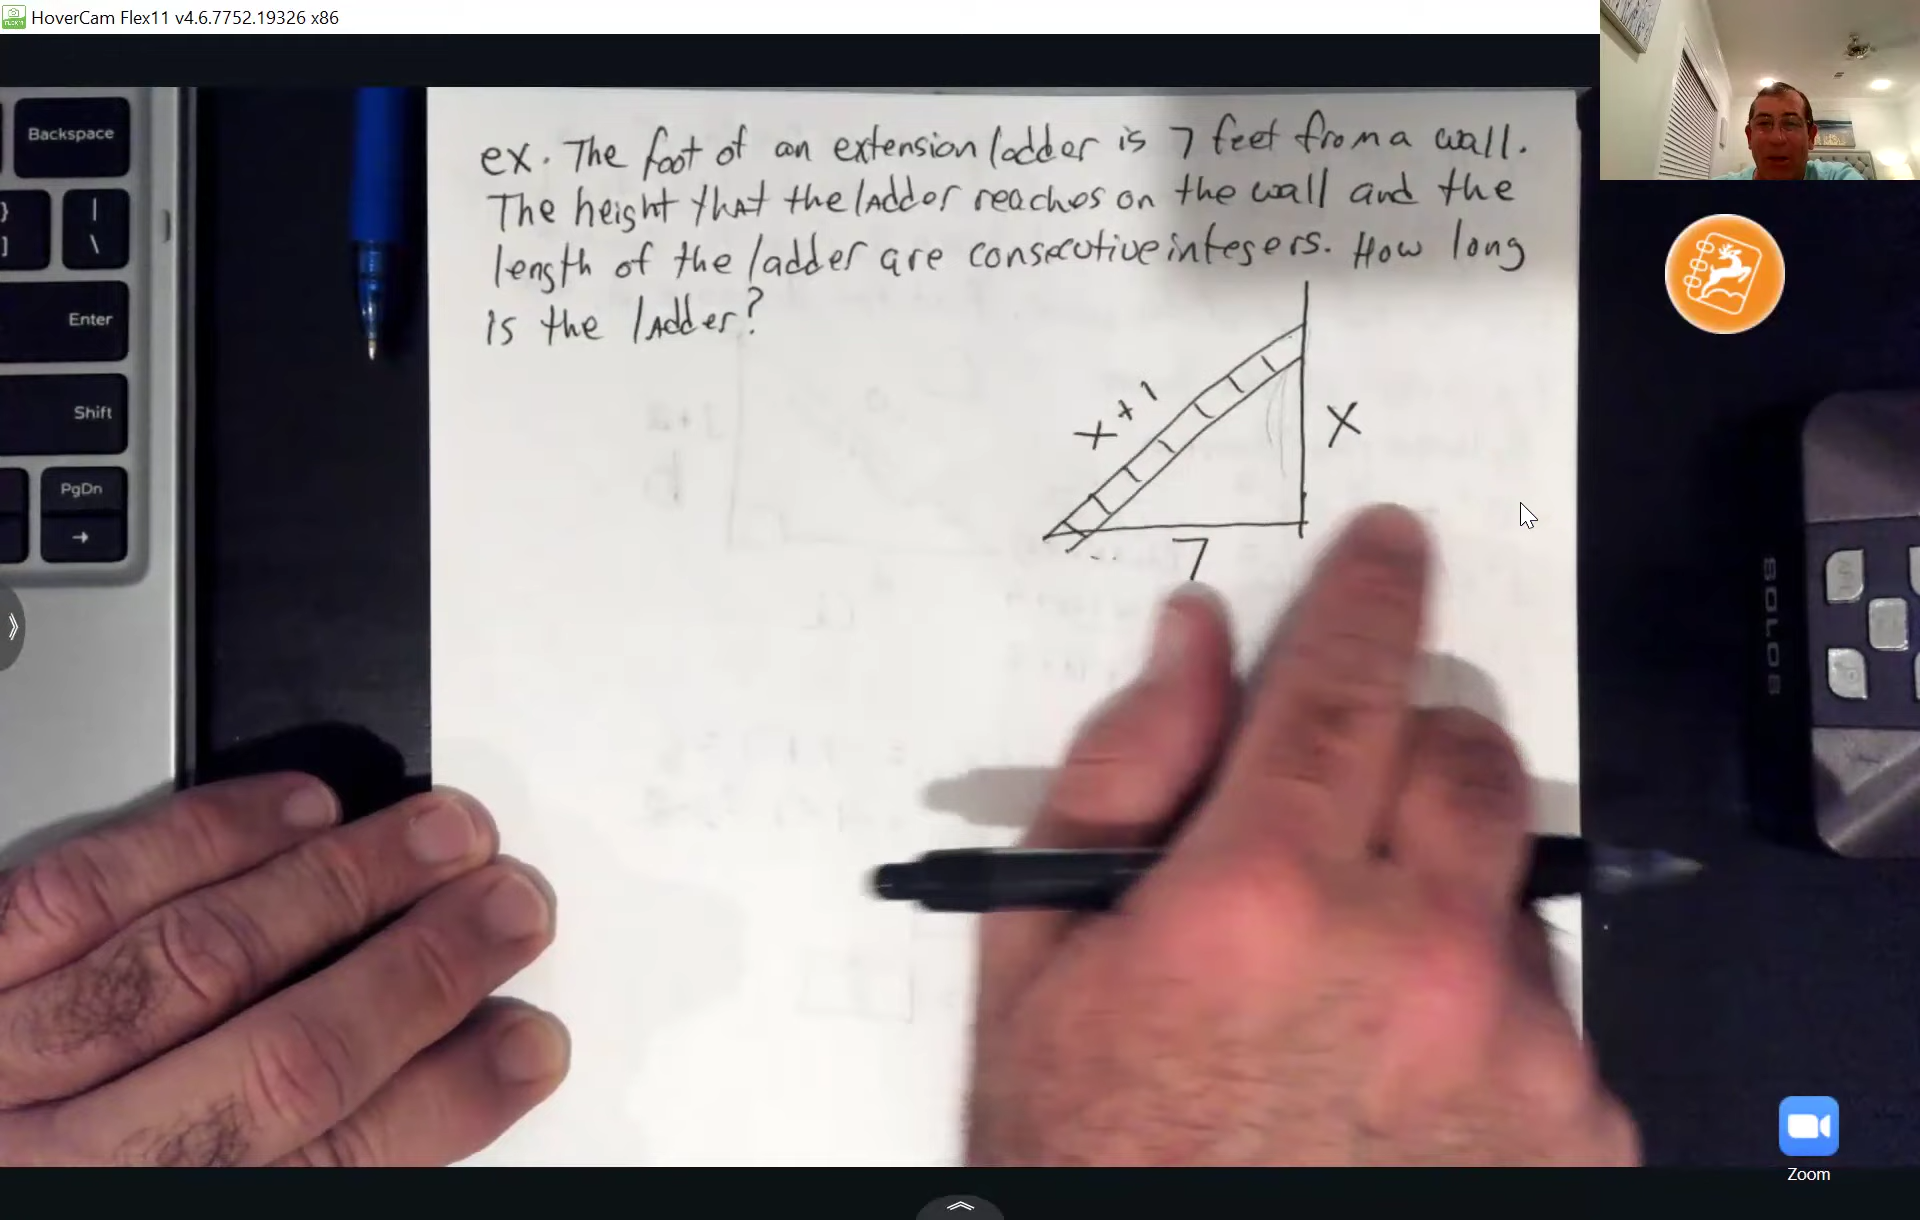 HoverCam Flex11 v4.6.7752.19326 x86
Backspace
}
]
|
\
Enter
Shift
PgDn
→
ex. The foot of an extension ladder is 7 feet from a wall.
The height that the ladder reaches on the wall and the
length of the ladder are consecutive integers. How long
is the ladder?
x+1
x
7
SOLO8
Zoom